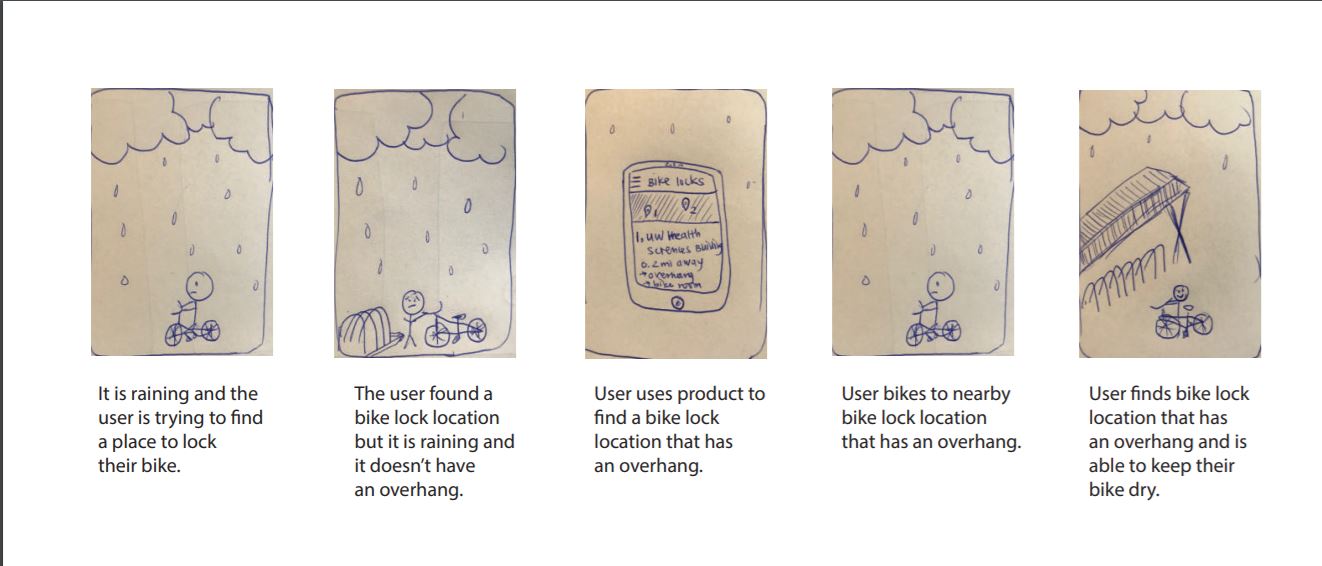 It is raining and the
user is trying to find
a place to lock
their bike.
The user found a
bike lock location
but it is raining and
it doesn't have
an overhang.
Bike locks
1 2
1. UW Health
Sciences
0.2mi away
→overhang
→bike room
User uses product to
find a bike lock
location that has
an overhang.
User bikes to nearby
bike lock location
that has an overhang.
User finds bike lock
location that has
an overhang and is
able to keep their
bike dry.